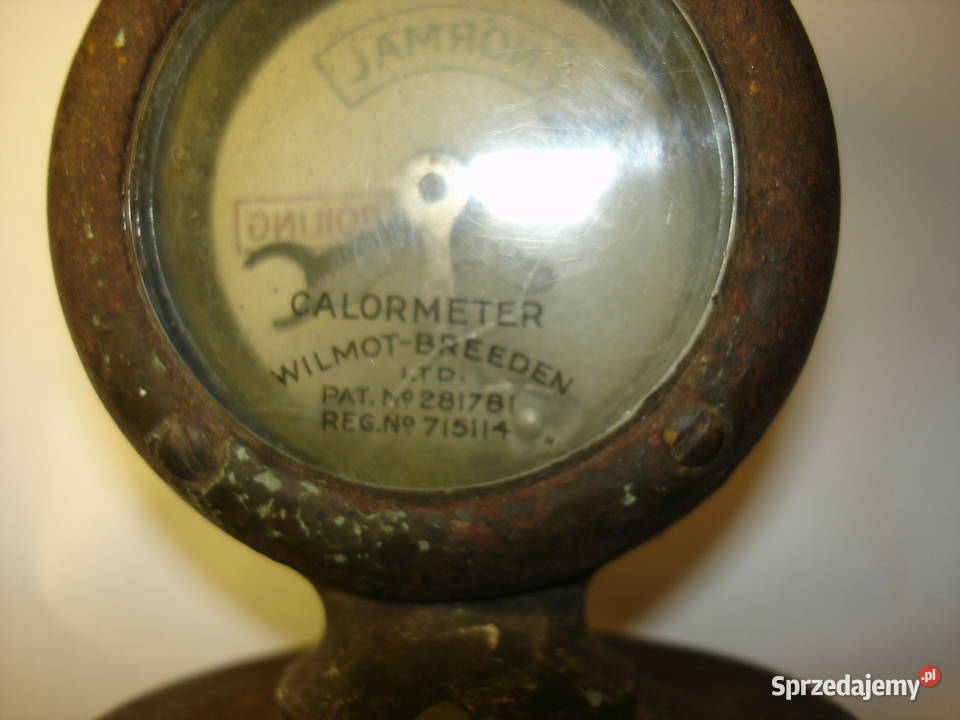 NORMAL
BOILING
CALORMETER
WILMOT-BREEDEN
LTD.
PAT. Nº 281781
REG. Nº 715114
Sprzedajemy.pl